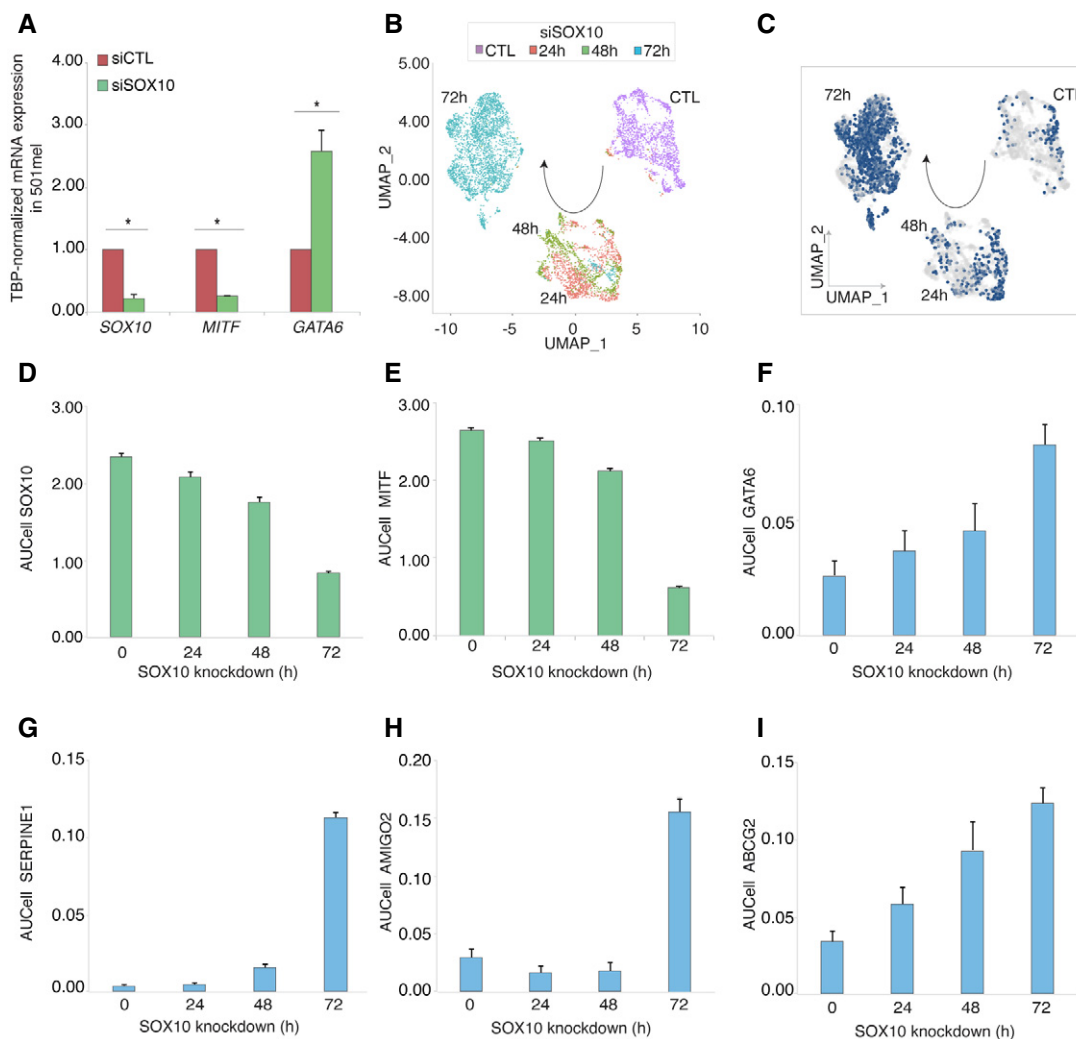 A
TBP-normalized mRNA expression
in 501mel
siCTL
siSOX10
4.00
3.00
2.00
1.00
0.00
*
*
*
SOX10
MITF
GATA6
B
siSOX10
CTL
24h
48h
72h
5.00
4.00
0.00
-4.00
-8.00
UMAP_2
72h
CTL
48h
24h
-10
-5
0
5
10
UMAP_1
C
72h
CTL
48h
24h
UMAP_2
UMAP_1
D
AUCell SOX10
3.00
2.00
1.00
0.00
0
24
48
72
SOX10 knockdown (h)
E
AUCell MITF
3.00
2.00
1.00
0.00
0
24
48
72
SOX10 knockdown (h)
F
AUCell GATA6
0.10
0.05
0.00
0
24
48
72
SOX10 knockdown (h)
G
AUCell SERPINE1
0.15
0.10
0.05
0.00
0
24
48
72
SOX10 knockdown (h)
H
AUCell AMIGO2
0.20
0.15
0.10
0.05
0.00
0
24
48
72
SOX10 knockdown (h)
I
AUCell ABCG2
0.15
0.10
0.05
0.00
0
24
48
72
SOX10 knockdown (h)